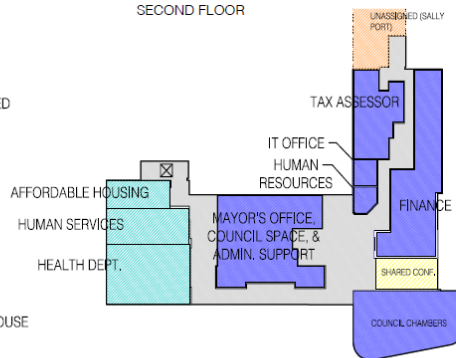 SECOND FLOOR
UNASSIGNED (SALLY
PORT)
ED
TAX ASSESSOR
IT OFFICE
HUMAN
RESOURCES
AFFORDABLE HOUSING
HUMAN SERVICES
HEALTH DEPT.
MAYOR'S OFFICE,
COUNCIL SPACE, &
ADMIN. SUPPORT
FINANCE
SHARED CONF.
OUSE
COUNCIL CHAMBERS